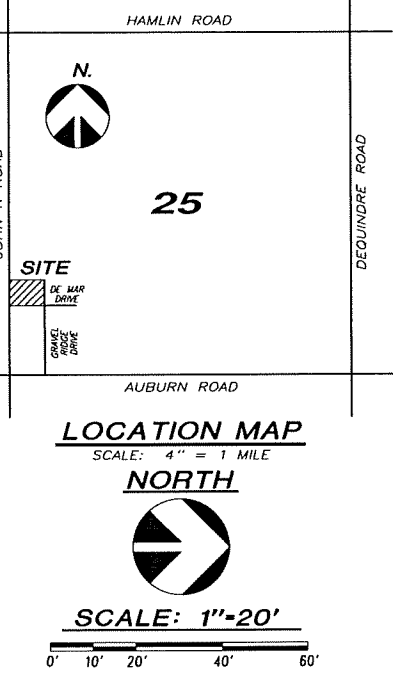 HAMLIN ROAD
N.
DEQUINDRE ROAD
25
SITE
DE MAR
DRIVE
GRAVEL
RIDGE
DRIVE
AUBURN ROAD
LOCATION MAP
SCALE: 4" = 1 MILE
NORTH
SCALE: 1"=20'
0' 10' 20' 40' 60'